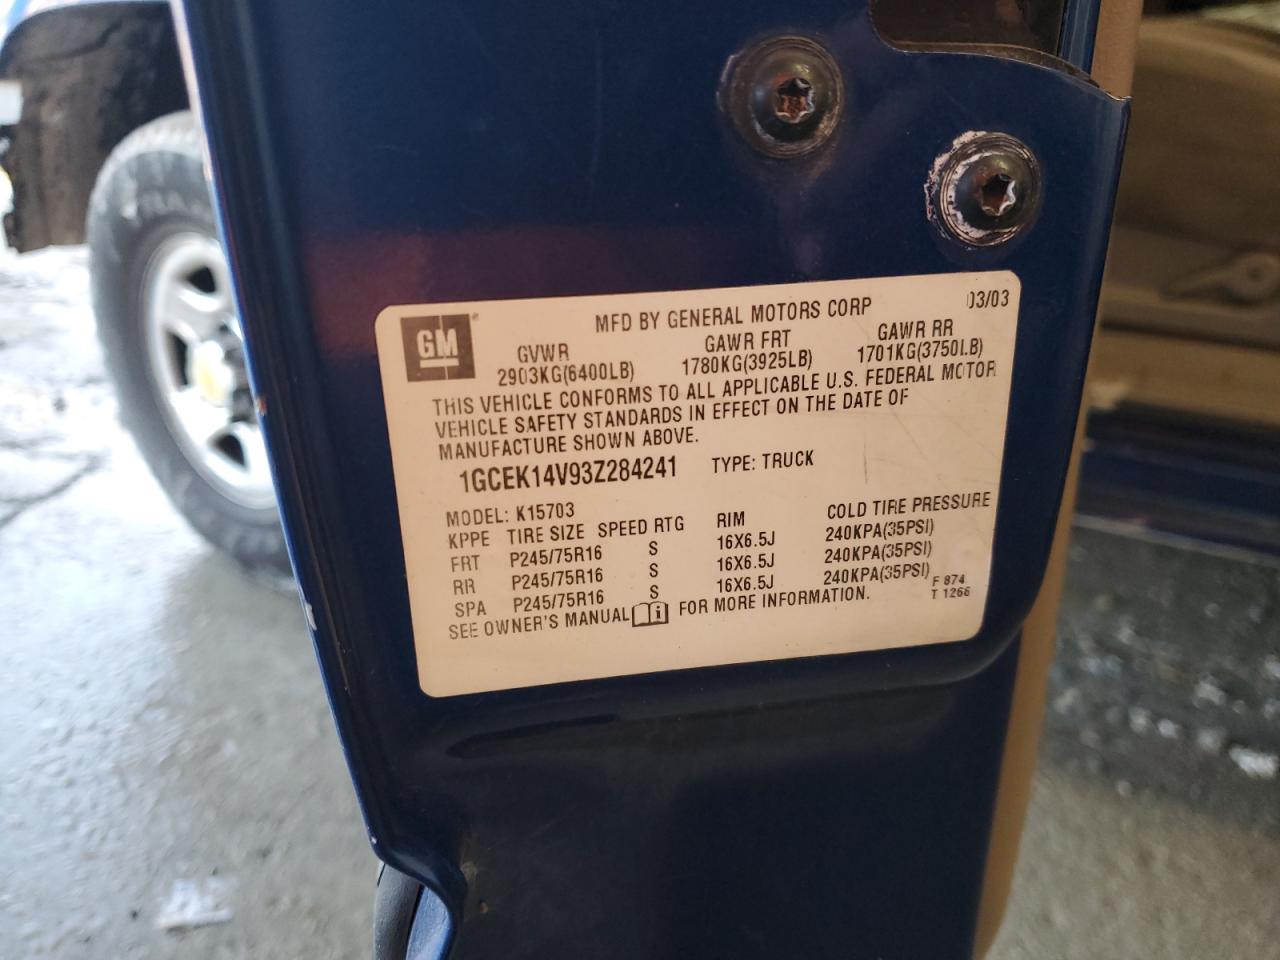 GM
MFD BY GENERAL MOTORS CORP 03/03
GVWR GAWR FRT GAWR RR
2903KG(6400LB) 1780KG(3925LB) 1701KG(3750LB)
THIS VEHICLE CONFORMS TO ALL APPLICABLE U.S. FEDERAL MOTOR
VEHICLE SAFETY STANDARDS IN EFFECT ON THE DATE OF
MANUFACTURE SHOWN ABOVE.
1GCEK14V93Z284241 TYPE: TRUCK
MODEL: K15703
KPPE TIRE SIZE SPEED RTG RIM COLD TIRE PRESSURE
FRT P245/75R16 S 16X6.5J 240KPA(35PSI)
RR P245/75R16 S 16X6.5J 240KPA(35PSI)
SPA P245/75R16 S 16X6.5J 240KPA(35PSI)
SEE OWNER'S MANUAL FOR MORE INFORMATION.
F 874
T 1266